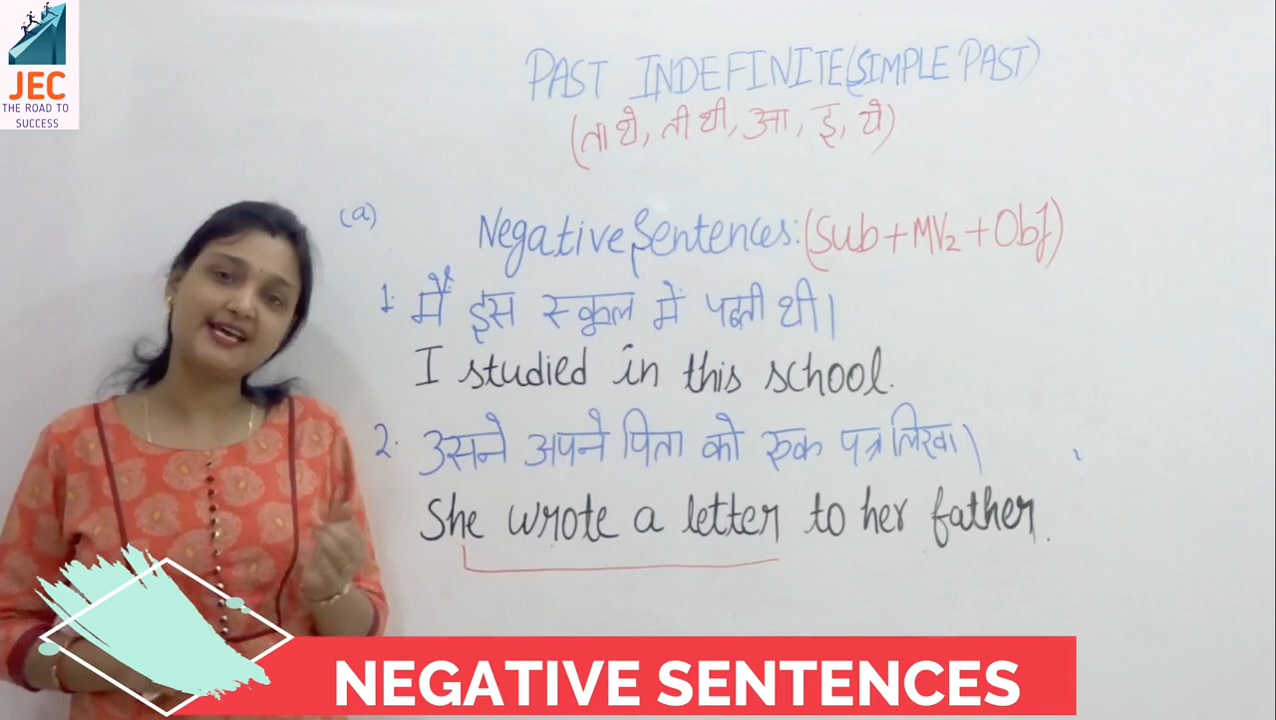 JEC
THE ROAD TO
SUCCESS
PAST INDEFINITE(SIMPLE PAST)
(ता थे, ती थी, आ, इ, ये)
(a) Negative Sentences: (Sub+MV2+Obj)
1. मैं इस स्कूल में पढ़ती थी।
I studied in this school.
2. उसने अपने पिता को एक पत्र लिखा।
She wrote a letter to her father.
NEGATIVE SENTENCES